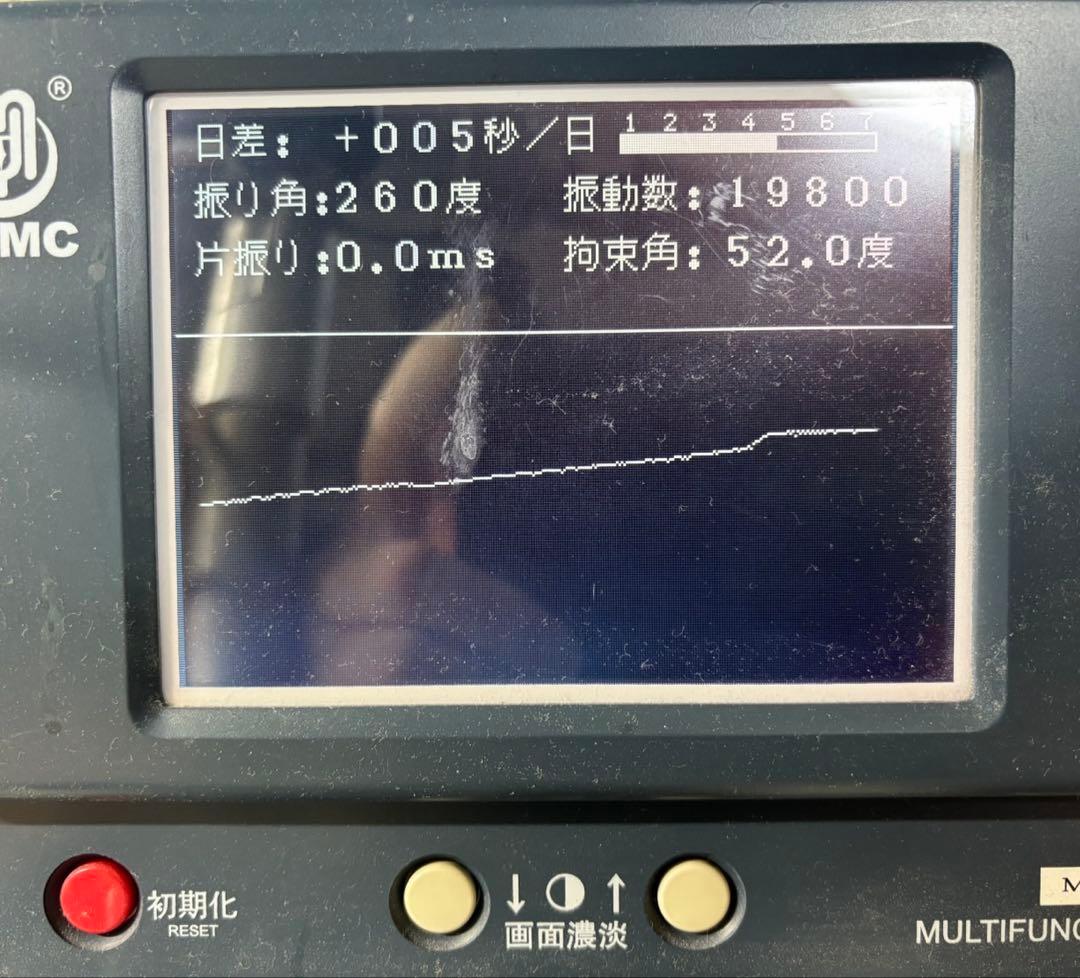 ®
MC
日差: +005秒/日 1 2 3 4 5 6 7
振り角:260度 振動数:19800
片振り:0.0ms 拘束角:52.0度
初期化
RESET
↓ ↑
画面濃淡
M
MULTIFUNC